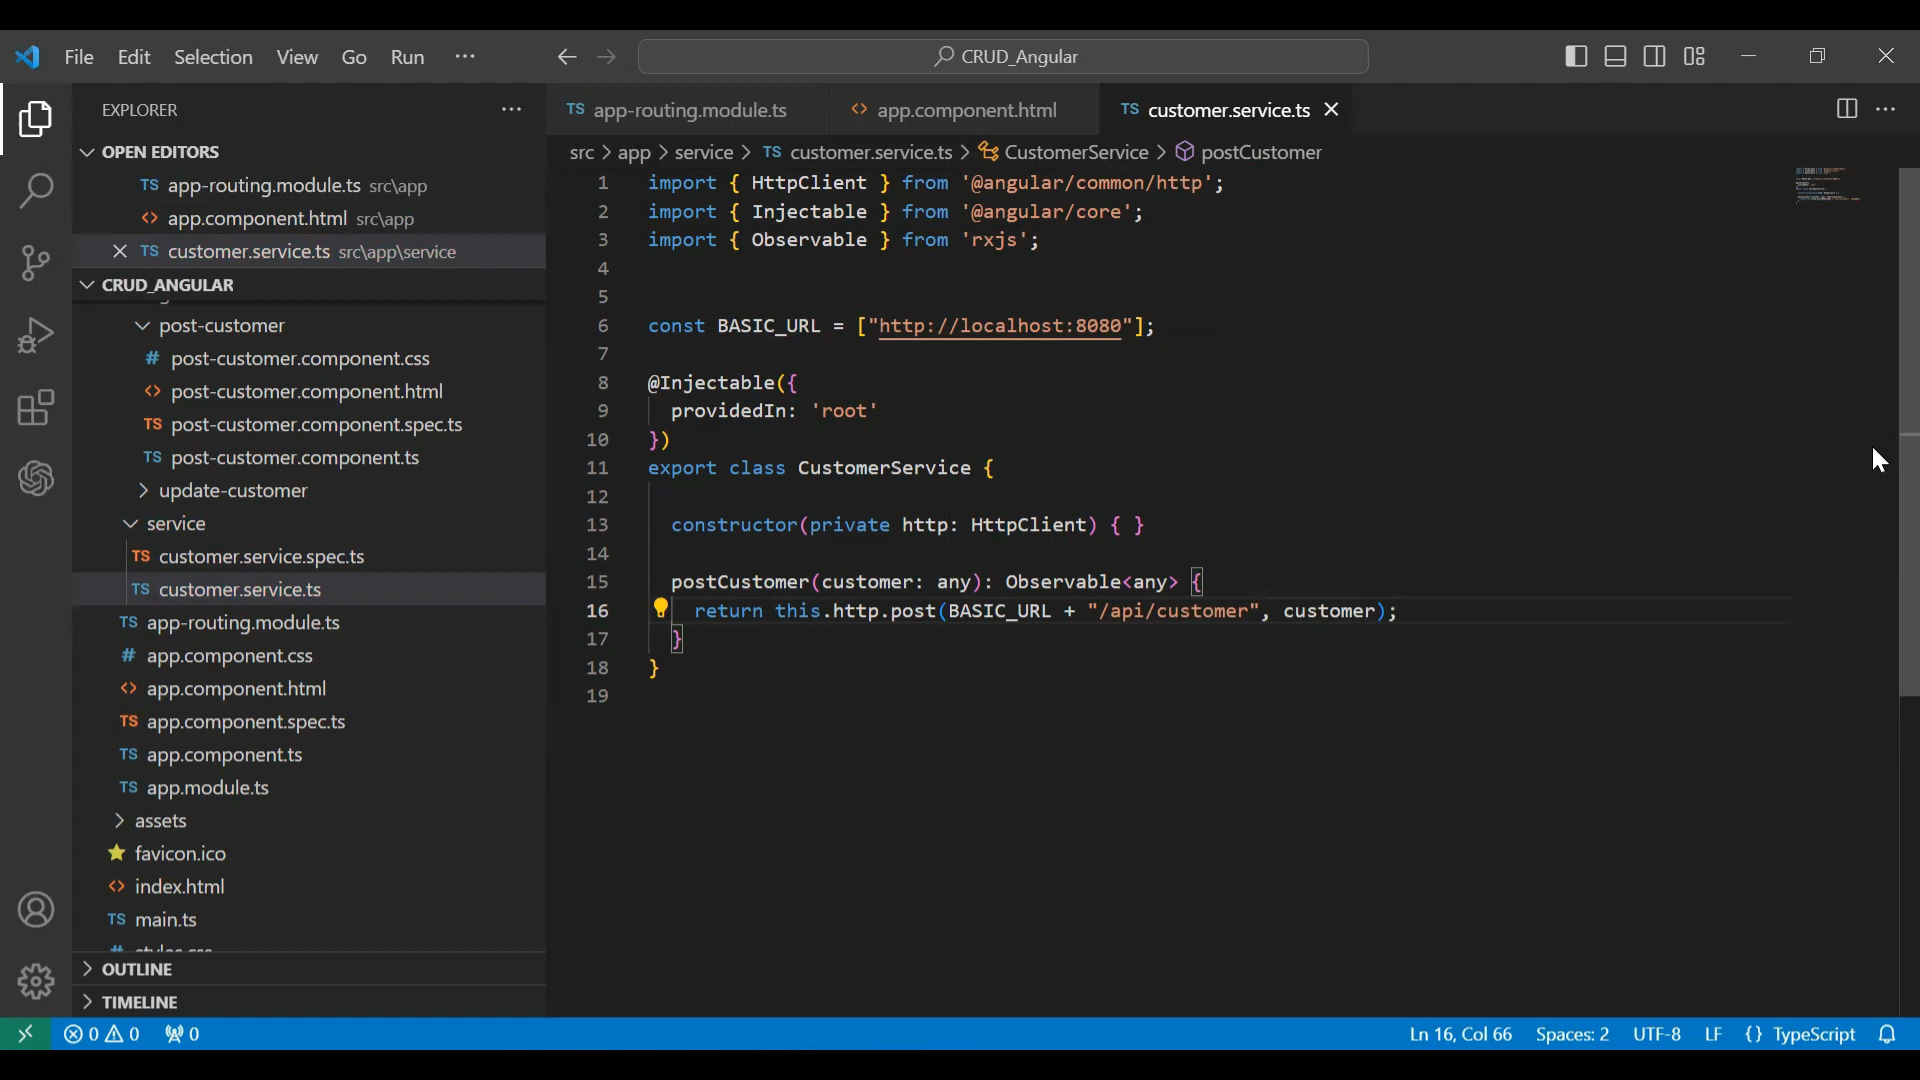 File Edit Selection View Go Run ··· CRUD_Angular
EXPLORER ···
OPEN EDITORS
TS app-routing.module.ts src\app
<> app.component.html src\app
TS customer.service.ts src\app\service
CRUD_ANGULAR
post-customer
# post-customer.component.css
<> post-customer.component.html
TS post-customer.component.spec.ts
TS post-customer.component.ts
update-customer
service
TS customer.service.spec.ts
TS customer.service.ts
TS app-routing.module.ts
# app.component.css
<> app.component.html
TS app.component.spec.ts
TS app.component.ts
TS app.module.ts
assets
favicon.ico
<> index.html
TS main.ts
# styles.css
OUTLINE
TIMELINE
TS app-routing.module.ts <> app.component.html TS customer.service.ts
src > app > service > TS customer.service.ts > CustomerService > postCustomer
1 import { HttpClient } from '@angular/common/http';
2 import { Injectable } from '@angular/core';
3 import { Observable } from 'rxjs';
4
5
6 const BASIC_URL = ["http://localhost:8080"];
7
8 @Injectable({
9 providedIn: 'root'
10 })
11 export class CustomerService {
12
13 constructor(private http: HttpClient) { }
14
15 postCustomer(customer: any): Observable<any> {
16 return this.http.post(BASIC_URL + "/api/customer", customer);
17 }
18 }
19
0 0 0 Ln 16, Col 66 Spaces: 2 UTF-8 LF {} TypeScript